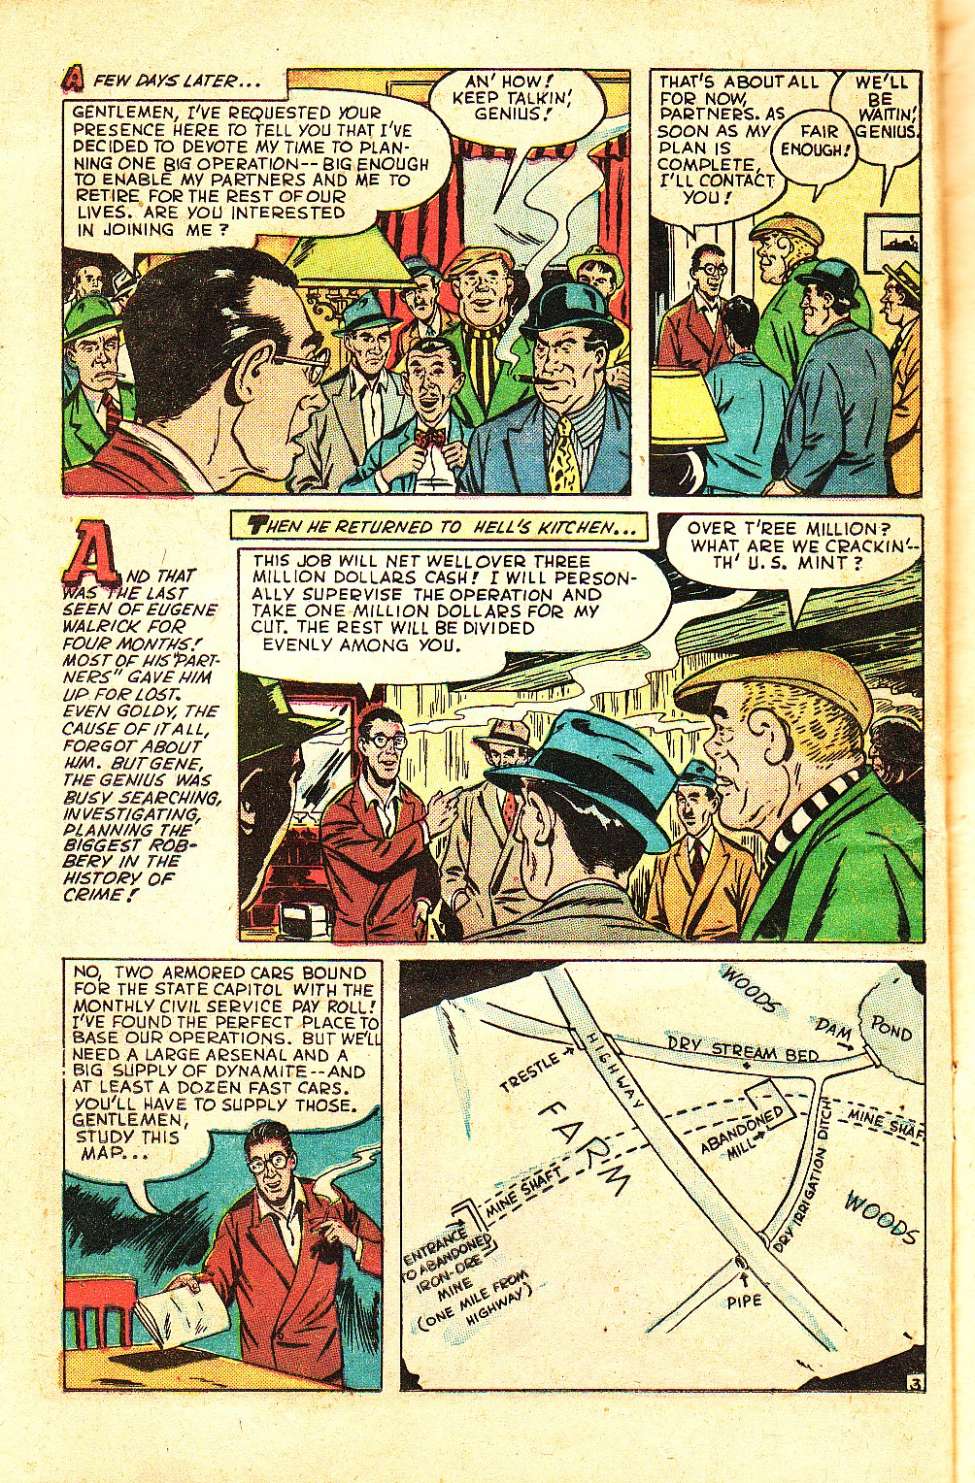 A FEW DAYS LATER...
GENTLEMEN, I'VE REQUESTED YOUR
PRESENCE HERE TO TELL YOU THAT I'VE
DECIDED TO DEVOTE MY TIME TO PLAN-
NING ONE BIG OPERATION--BIG ENOUGH
TO ENABLE MY PARTNERS AND ME TO
RETIRE FOR THE REST OF OUR
LIVES. ARE YOU INTERESTED
IN JOINING ME?
AN' HOW!
KEEP TALKIN',
GENIUS!
THAT'S ABOUT ALL
FOR NOW,
PARTNERS. AS
SOON AS MY
PLAN IS
COMPLETE,
I'LL CONTACT
YOU!
FAIR
ENOUGH!
WE'LL
BE
WAITIN',
GENIUS.
AND THAT
WAS THE LAST
SEEN OF EUGENE
WALRICK FOR
FOUR MONTHS!
MOST OF HIS "PART-
NERS" GAVE HIM
UP FOR LOST.
EVEN GOLDY, THE
CAUSE OF IT ALL,
FORGOT ABOUT
HIM. BUT GENE,
THE GENIUS WAS
BUSY SEARCHING,
INVESTIGATING,
PLANNING THE
BIGGEST ROB-
BERY IN THE
HISTORY OF
CRIME!
THEN HE RETURNED TO HELL'S KITCHEN...
THIS JOB WILL NET WELL OVER THREE
MILLION DOLLARS CASH! I WILL PERSON-
ALLY SUPERVISE THE OPERATION AND
TAKE ONE MILLION DOLLARS FOR MY
CUT. THE REST WILL BE DIVIDED
EVENLY AMONG YOU.
OVER T'REE MILLION?
WHAT ARE WE CRACKIN'--
TH' U.S. MINT?
NO, TWO ARMORED CARS BOUND
FOR THE STATE CAPITOL WITH THE
MONTHLY CIVIL SERVICE PAY ROLL!
I'VE FOUND THE PERFECT PLACE TO
BASE OUR OPERATIONS. BUT WE'LL
NEED A LARGE ARSENAL AND A
BIG SUPPLY OF DYNAMITE--AND
AT LEAST A DOZEN FAST CARS.
YOU'LL HAVE TO SUPPLY THOSE.
GENTLEMEN,
STUDY THIS
MAP...
WOODS
DAM
POND
HIGHWAY
DRY STREAM BED
TRESTLE
FARM
ABANDONED
MILL
MINE SHAF
MINE SHAFT
DRY IRRIGATION DITCH
WOODS
ENTRANCE
TO ABANDONED
IRON-ORE
MINE
(ONE MILE FROM
HIGHWAY)
PIPE
3